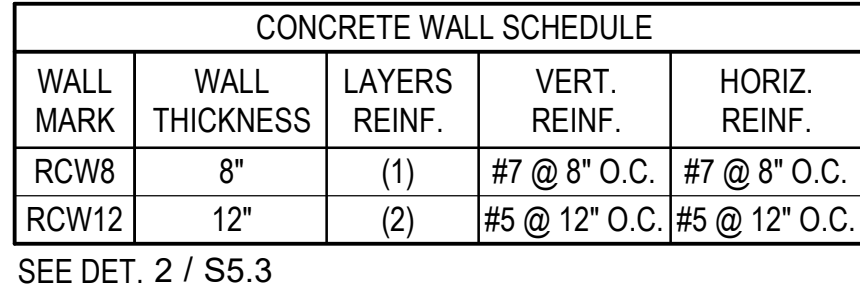 CONCRETE WALL SCHEDULE
WALL MARK WALL THICKNESS LAYERS REINF. VERT. REINF. HORIZ. REINF.
RCW8 8" (1) #7 @ 8" O.C. #7 @ 8" O.C.
RCW12 12" (2) #5 @ 12" O.C. #5 @ 12" O.C.
SEE DET. 2 / S5.3